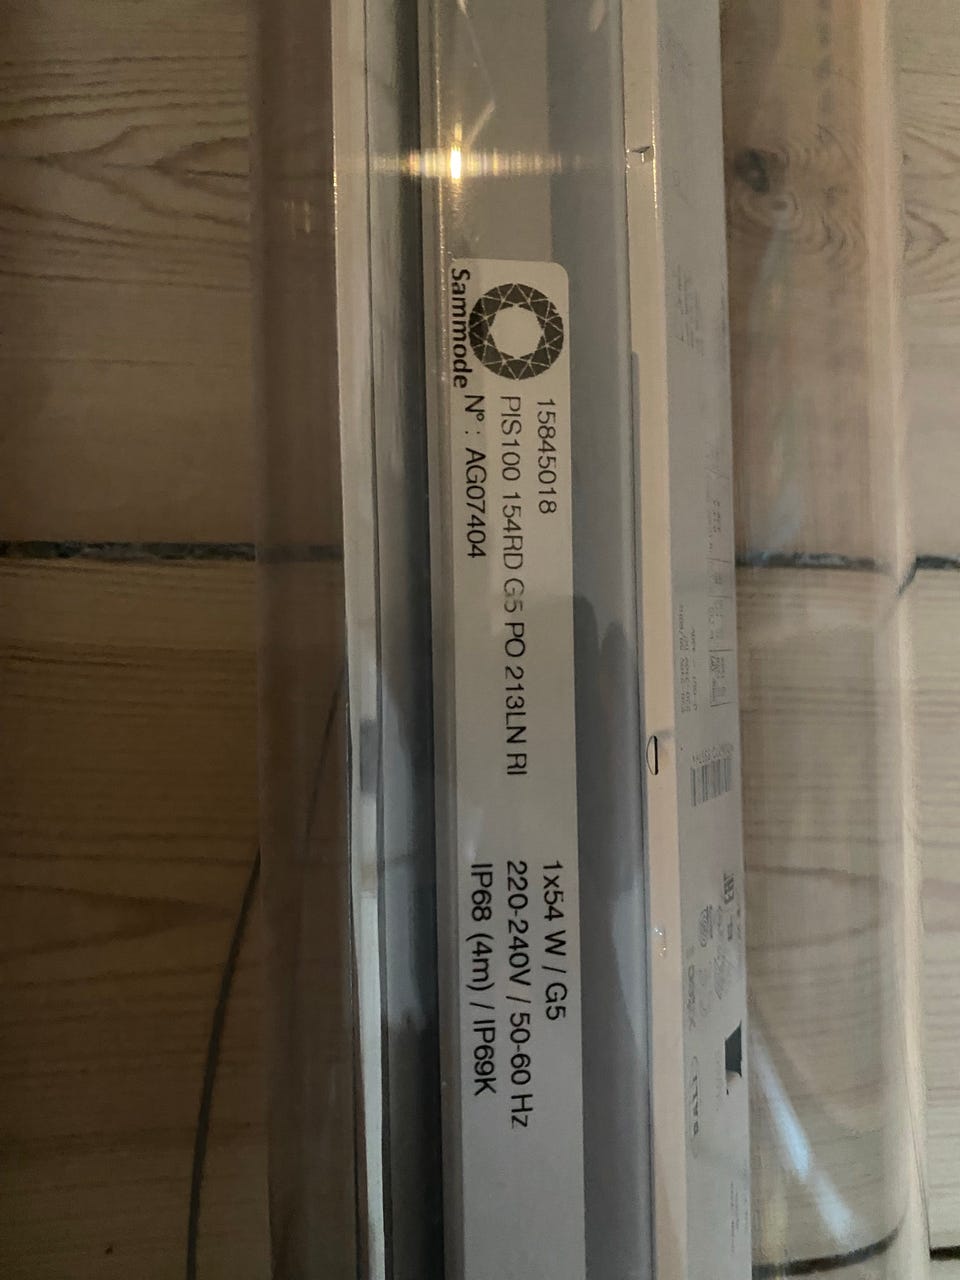 Sammode
15845018
PIS100 154RD G5 PO 213LN RI
Nº : AG07404
1x54 W / G5
220-240V / 50-60 Hz
IP68 (4m) / IP69K